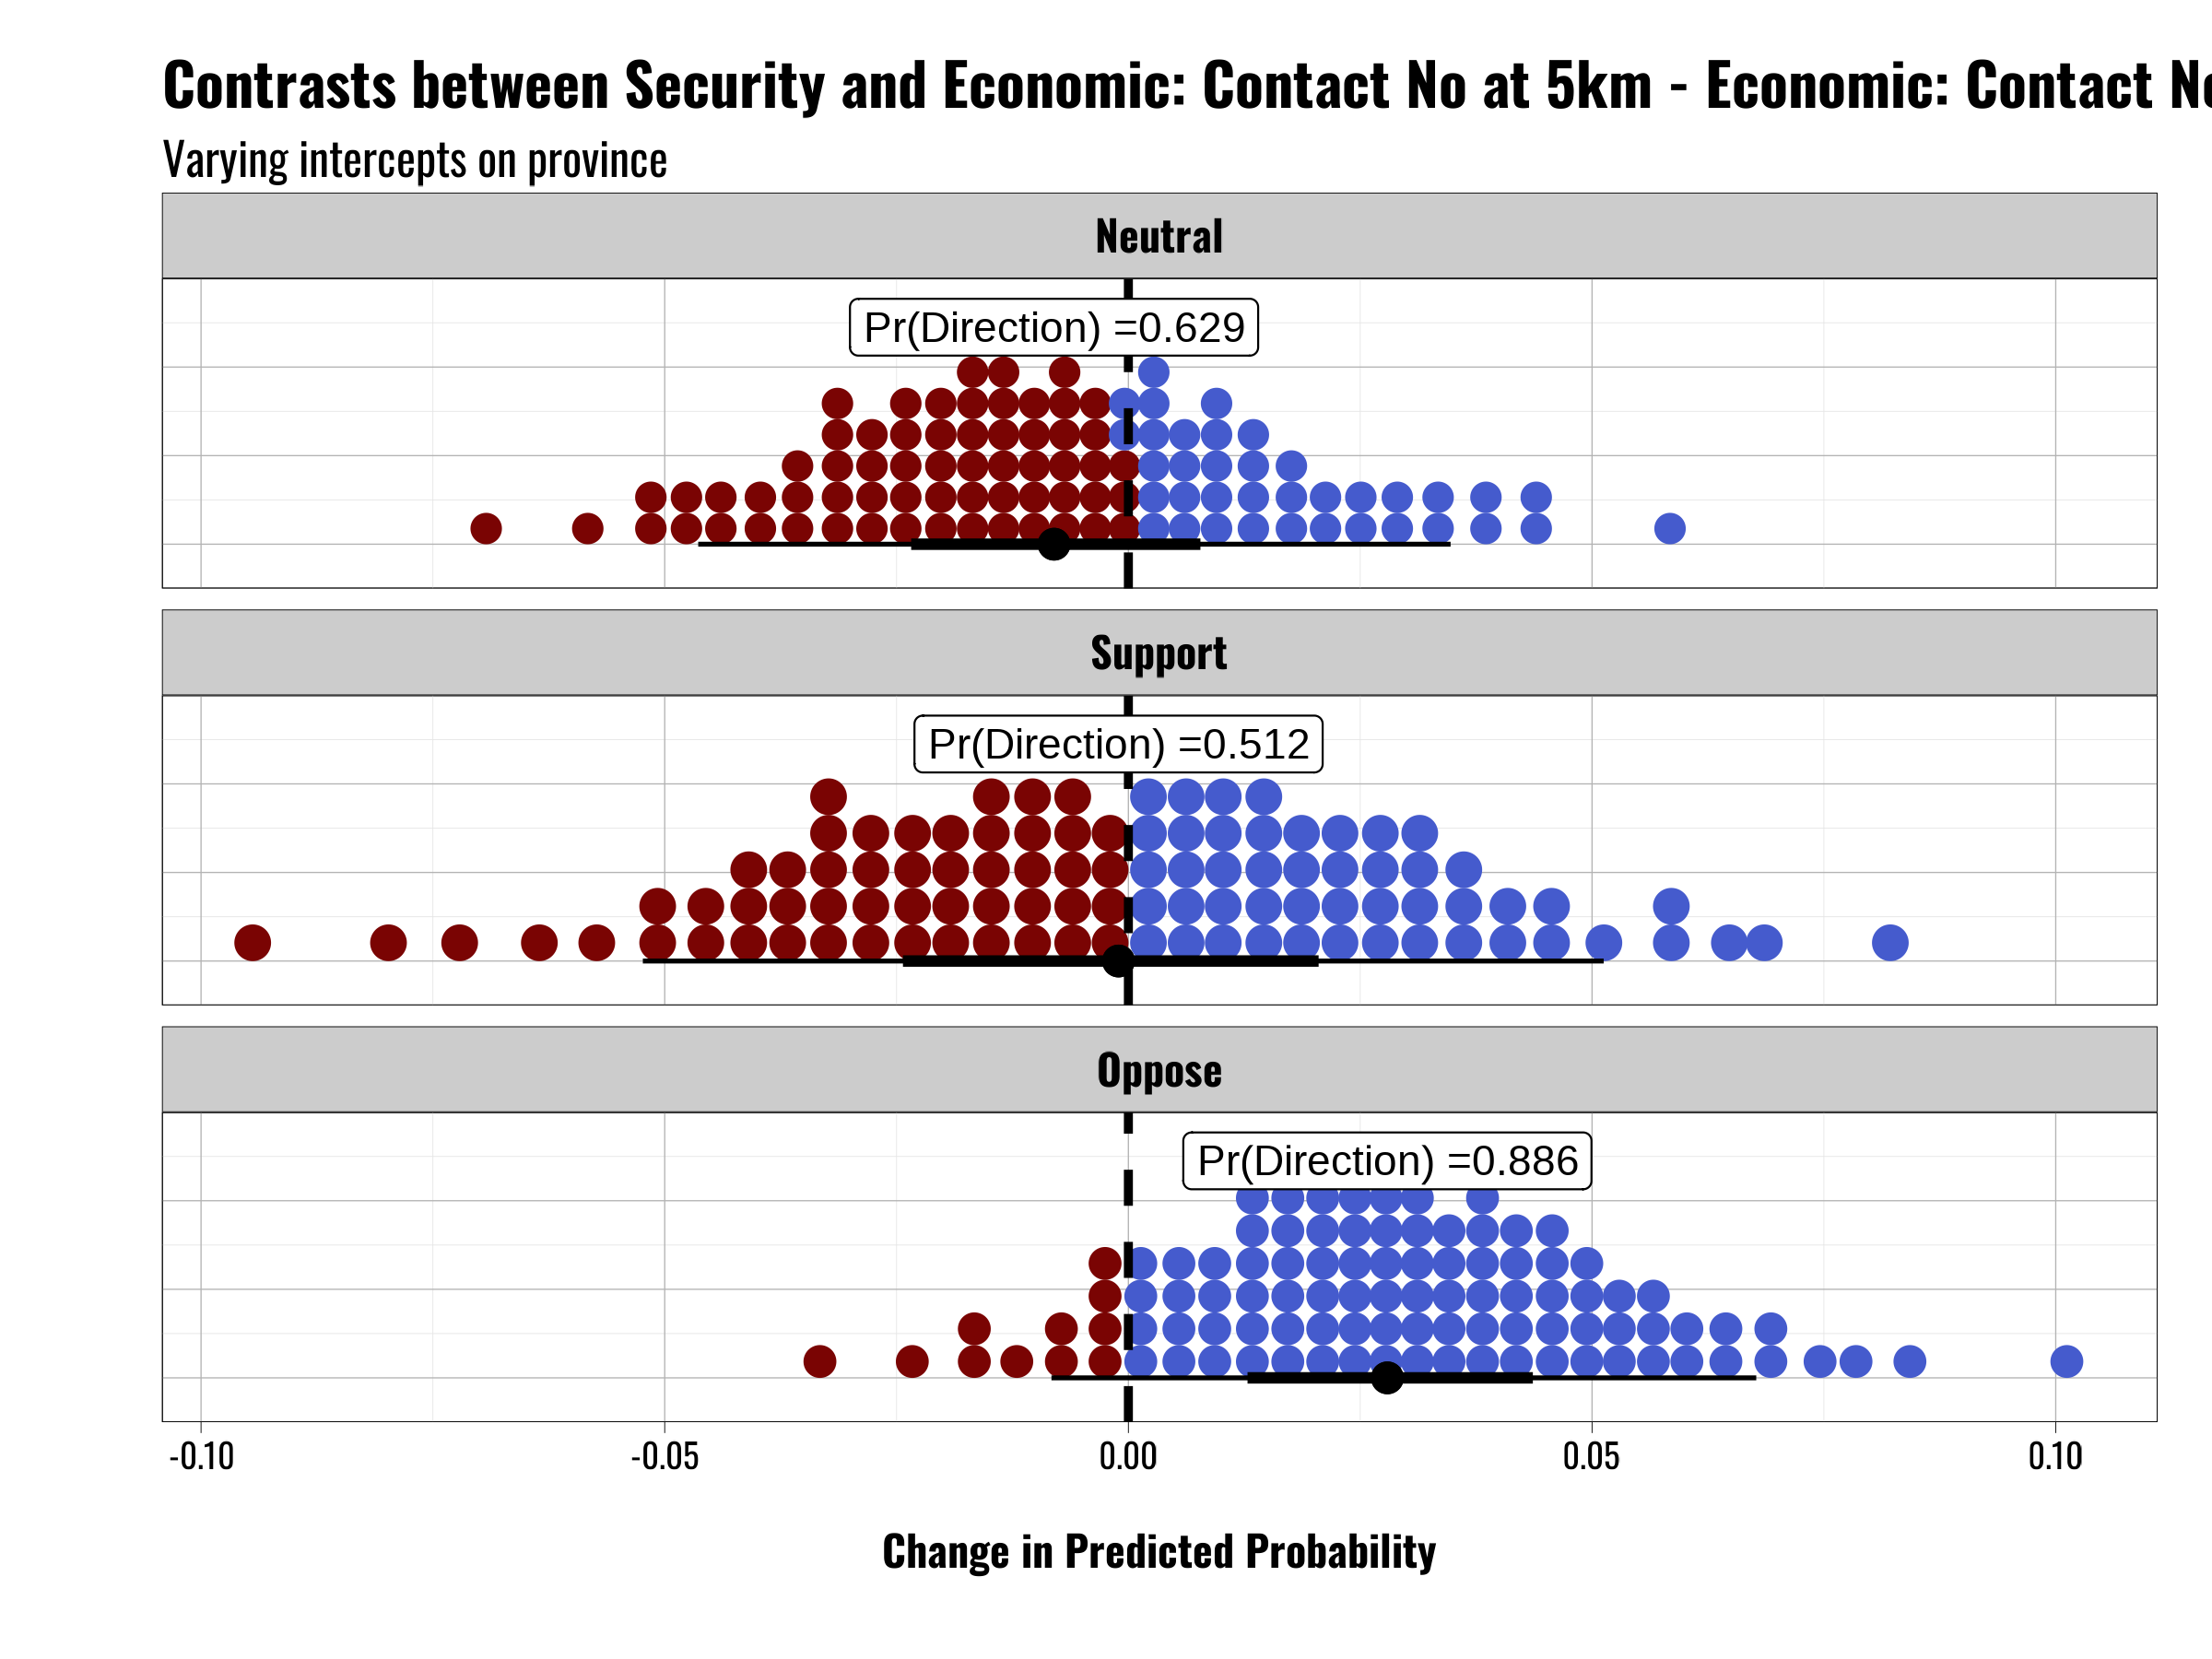 Contrasts between Security and Economic: Contact No at 5km - Economic: Contact No
Varying intercepts on province
Neutral
Pr(Direction) =0.629
Support
Pr(Direction) =0.512
Oppose
Pr(Direction) =0.886
-0.10 -0.05 0.00 0.05 0.10
Change in Predicted Probability